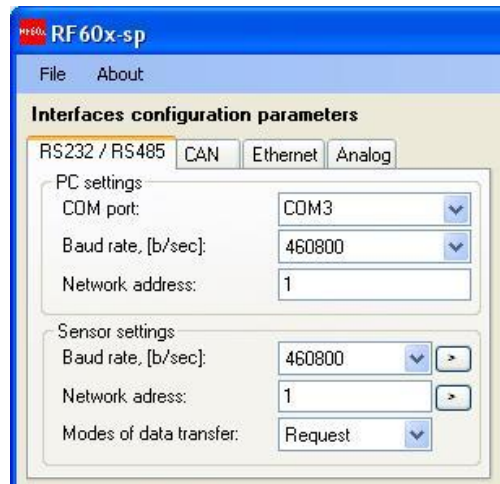 RF60x RF60x-sp
File About
Interfaces configuration parameters
RS232 / RS485 CAN Ethernet Analog
PC settings
COM port: COM3
Baud rate, [b/sec]: 460800
Network address: 1
Sensor settings
Baud rate, [b/sec]: 460800 >
Network adress: 1 >
Modes of data transfer: Request